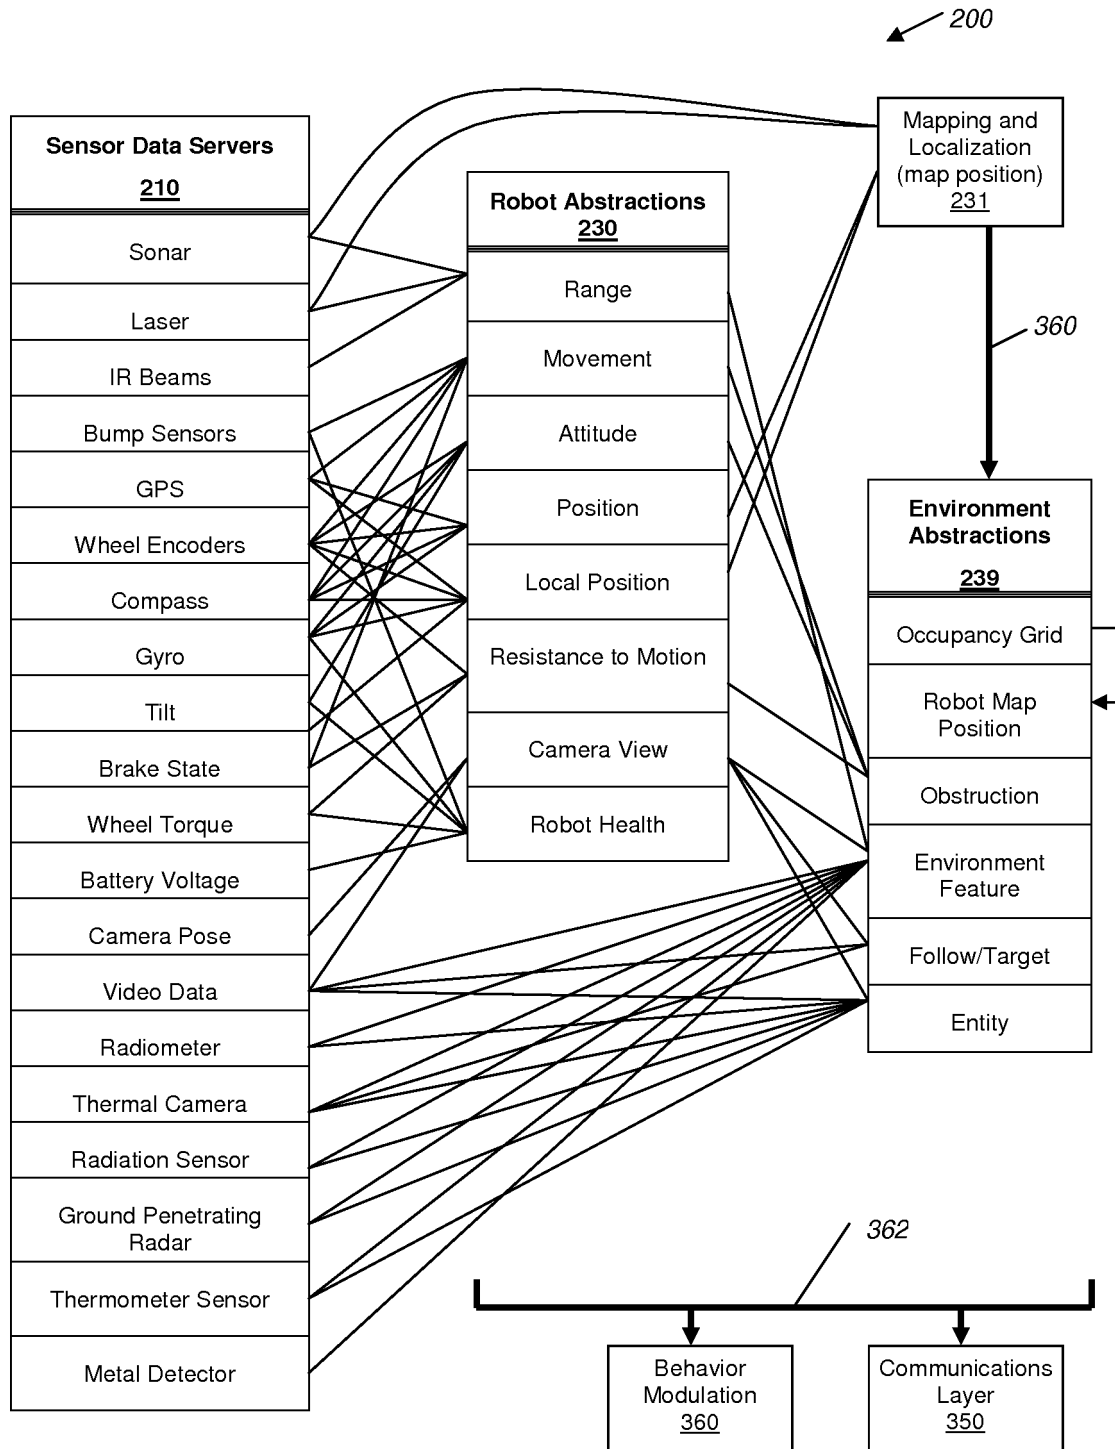 200
Sensor Data Servers
210
Sonar
Laser
IR Beams
Bump Sensors
GPS
Wheel Encoders
Compass
Gyro
Tilt
Brake State
Wheel Torque
Battery Voltage
Camera Pose
Video Data
Radiometer
Thermal Camera
Radiation Sensor
Ground Penetrating
Radar
Thermometer Sensor
Metal Detector
Robot Abstractions
230
Range
Movement
Attitude
Position
Local Position
Resistance to Motion
Camera View
Robot Health
Mapping and
Localization
(map position)
231
360
Environment
Abstractions
239
Occupancy Grid
Robot Map
Position
Obstruction
Environment
Feature
Follow/Target
Entity
362
Behavior
Modulation
360
Communications
Layer
350